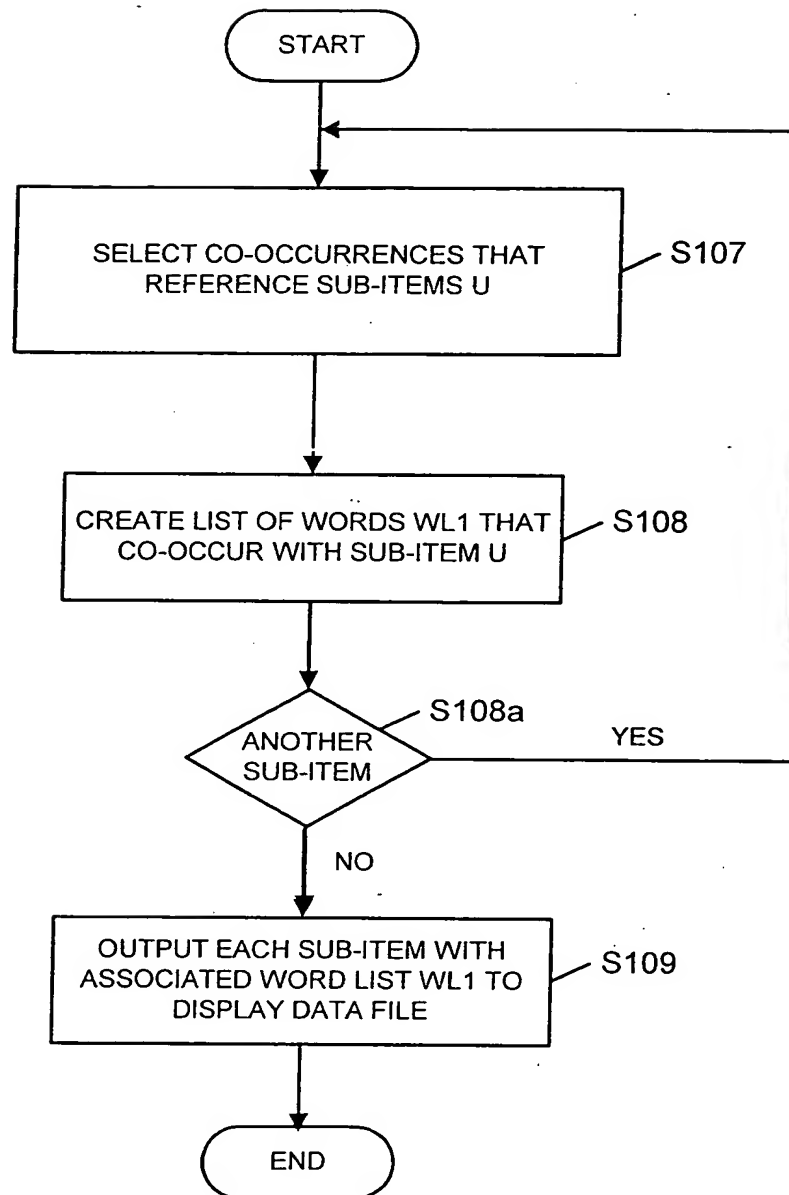 START
SELECT CO-OCCURRENCES THAT
REFERENCE SUB-ITEMS U
S107
CREATE LIST OF WORDS WL1 THAT
CO-OCCUR WITH SUB-ITEM U
S108
S108a
ANOTHER
SUB-ITEM
YES
NO
OUTPUT EACH SUB-ITEM WITH
ASSOCIATED WORD LIST WL1 TO
DISPLAY DATA FILE
S109
END